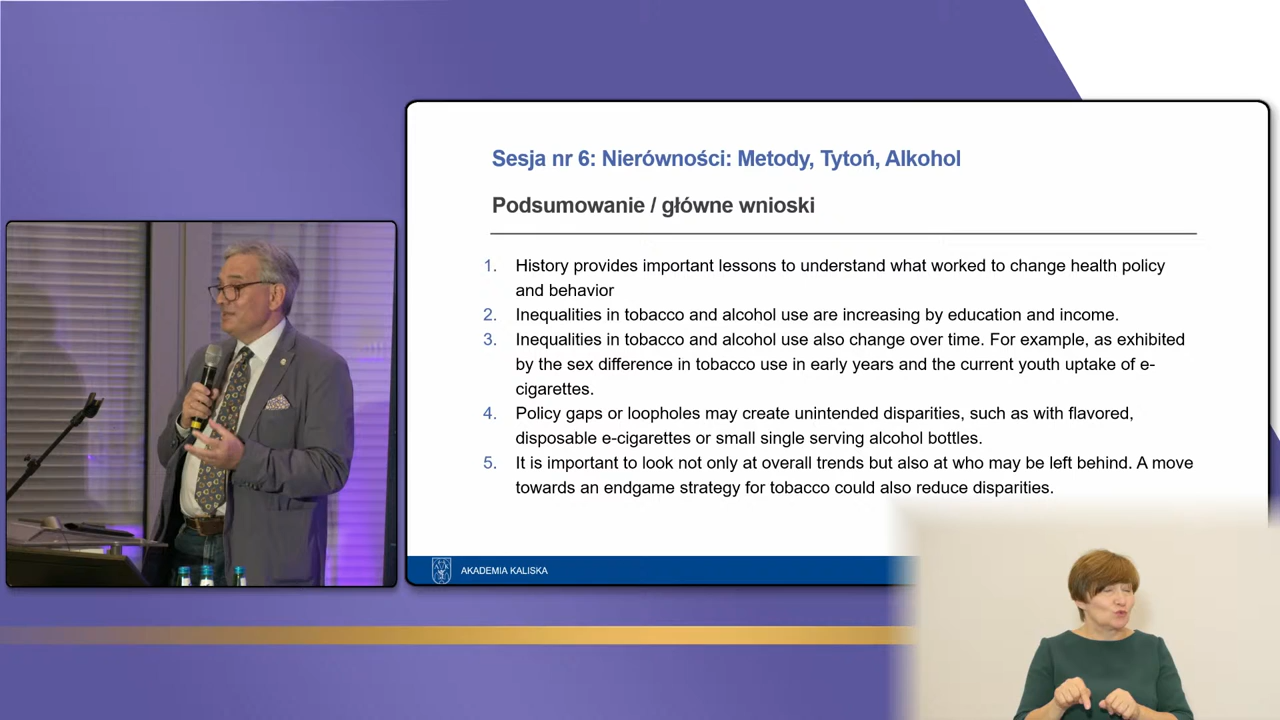 Sesja nr 6: Nierówności: Metody, Tytoń, Alkohol
Podsumowanie / główne wnioski
1. History provides important lessons to understand what worked to change health policy
and behavior
2. Inequalities in tobacco and alcohol use are increasing by education and income.
3. Inequalities in tobacco and alcohol use also change over time. For example, as exhibited
by the sex difference in tobacco use in early years and the current youth uptake of e-
cigarettes.
4. Policy gaps or loopholes may create unintended disparities, such as with flavored,
disposable e-cigarettes or small single serving alcohol bottles.
5. It is important to look not only at overall trends but also at who may be left behind. A move
towards an endgame strategy for tobacco could also reduce disparities.
AKADEMIA KALISKA